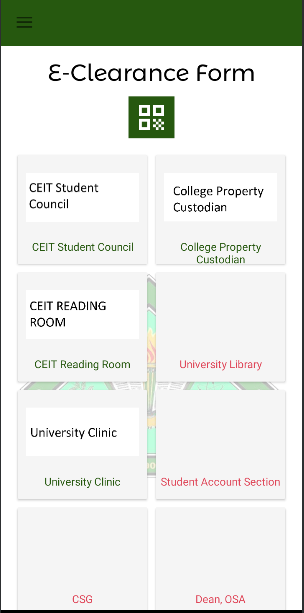 E-Clearance Form
CEIT Student
Council
College Property
Custodian
CEIT Student Council
College Property
Custodian
CEIT READING
ROOM
CEIT Reading Room
University Library
University Clinic
University Clinic
Student Account Section
CSG
Dean, OSA